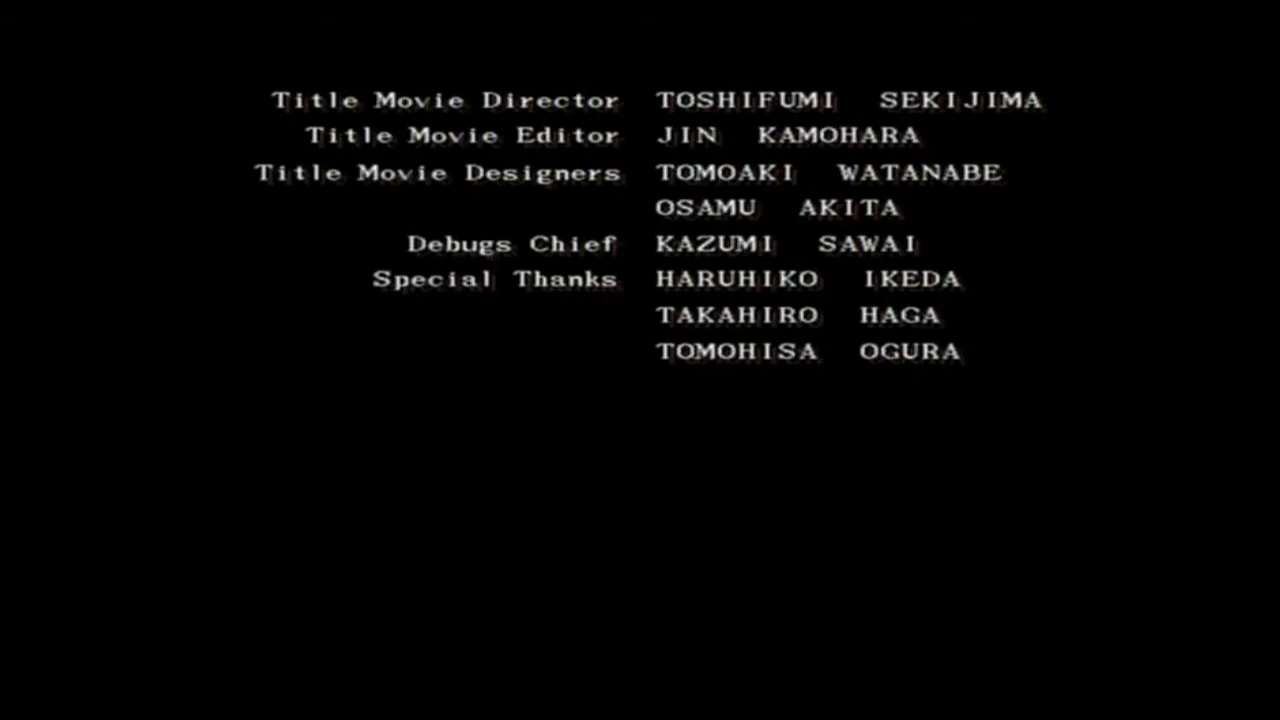 Title Movie Director TOSHIFUMI SEKIJIMA
Title Movie Editor JIN KAMOHARA
Title Movie Designers TOMOAKI WATANABE
OSAMU AKITA
Debugs Chief KAZUMI SAWAI
Special Thanks HARUHIKO IKEDA
TAKAHIRO HAGA
TOMOHISA OGURA